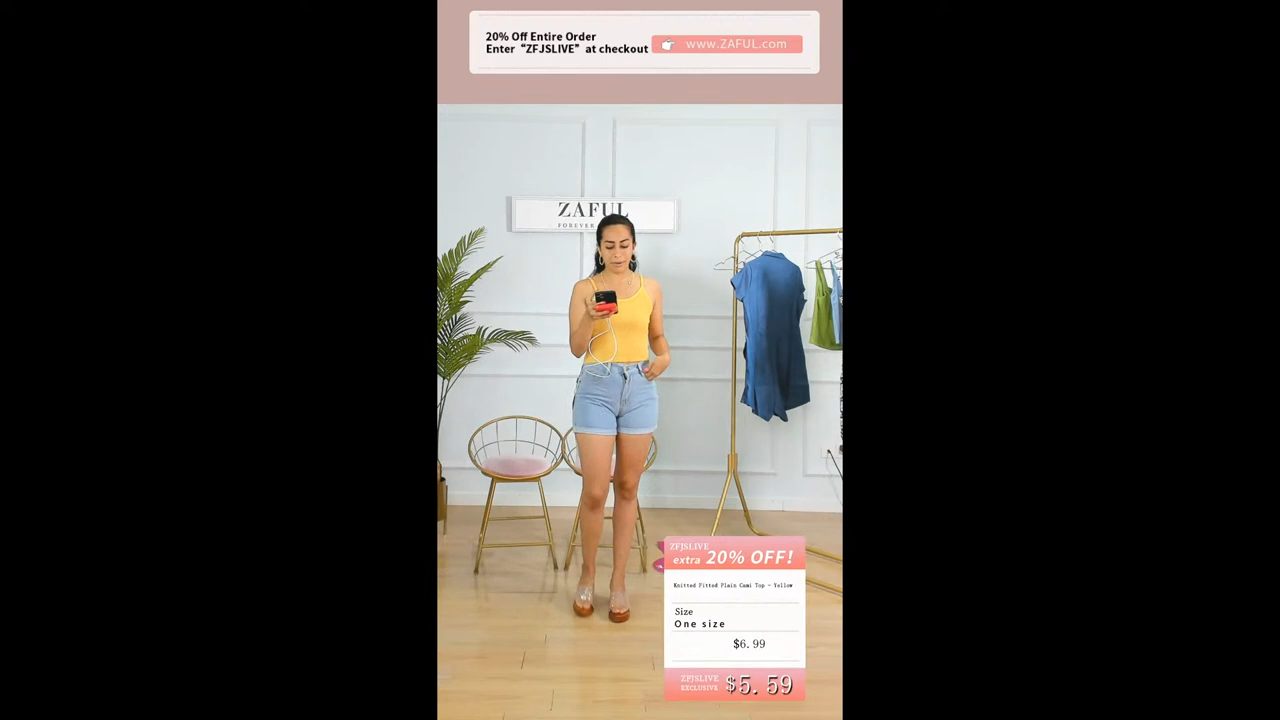 20% Off Entire Order
Enter “ZFJSLIVE” at checkout
www.ZAFUL.com
ZAFUL
FOREVER
ZFJSLIVE
extra 20% OFF!
Knitted Fitted Plain Cami Top - Yellow
Size
One size
$6.99
ZFJSLIVE
EXCLUSIVE
$5.59